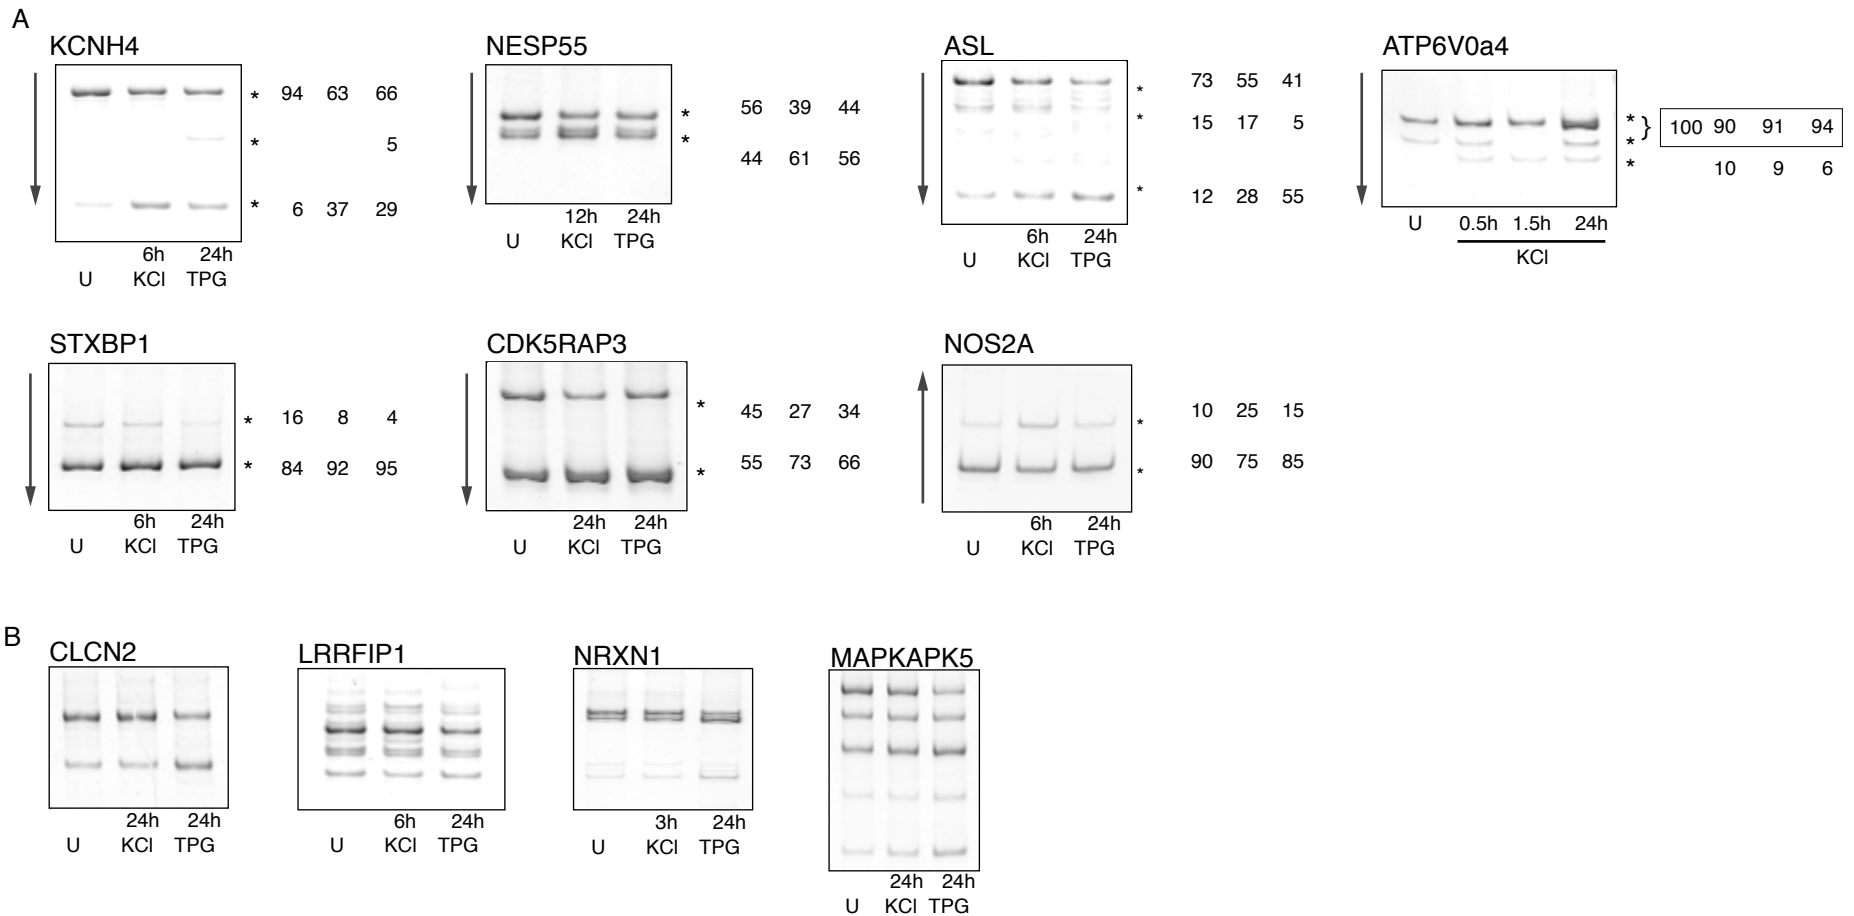 A
KCNH4
* 94 63 66
* 5
* 6 37 29
6h 24h
U KCl TPG
NESP55
* 56 39 44
* 44 61 56
12h 24h
U KCl TPG
ASL
* 73 55 41
* 15 17 5
* 12 28 55
6h 24h
U KCl TPG
ATP6V0a4
* } 100 90 91 94
*
* 10 9 6
U 0.5h 1.5h 24h
KCl
STXBP1
* 16 8 4
* 84 92 95
6h 24h
U KCl TPG
CDK5RAP3
* 45 27 34
* 55 73 66
24h 24h
U KCl TPG
NOS2A
* 10 25 15
* 90 75 85
6h 24h
U KCl TPG
B
CLCN2
24h 24h
U KCl TPG
LRRFIP1
6h 24h
U KCl TPG
NRXN1
3h 24h
U KCl TPG
MAPKAPK5
24h 24h
U KCl TPG